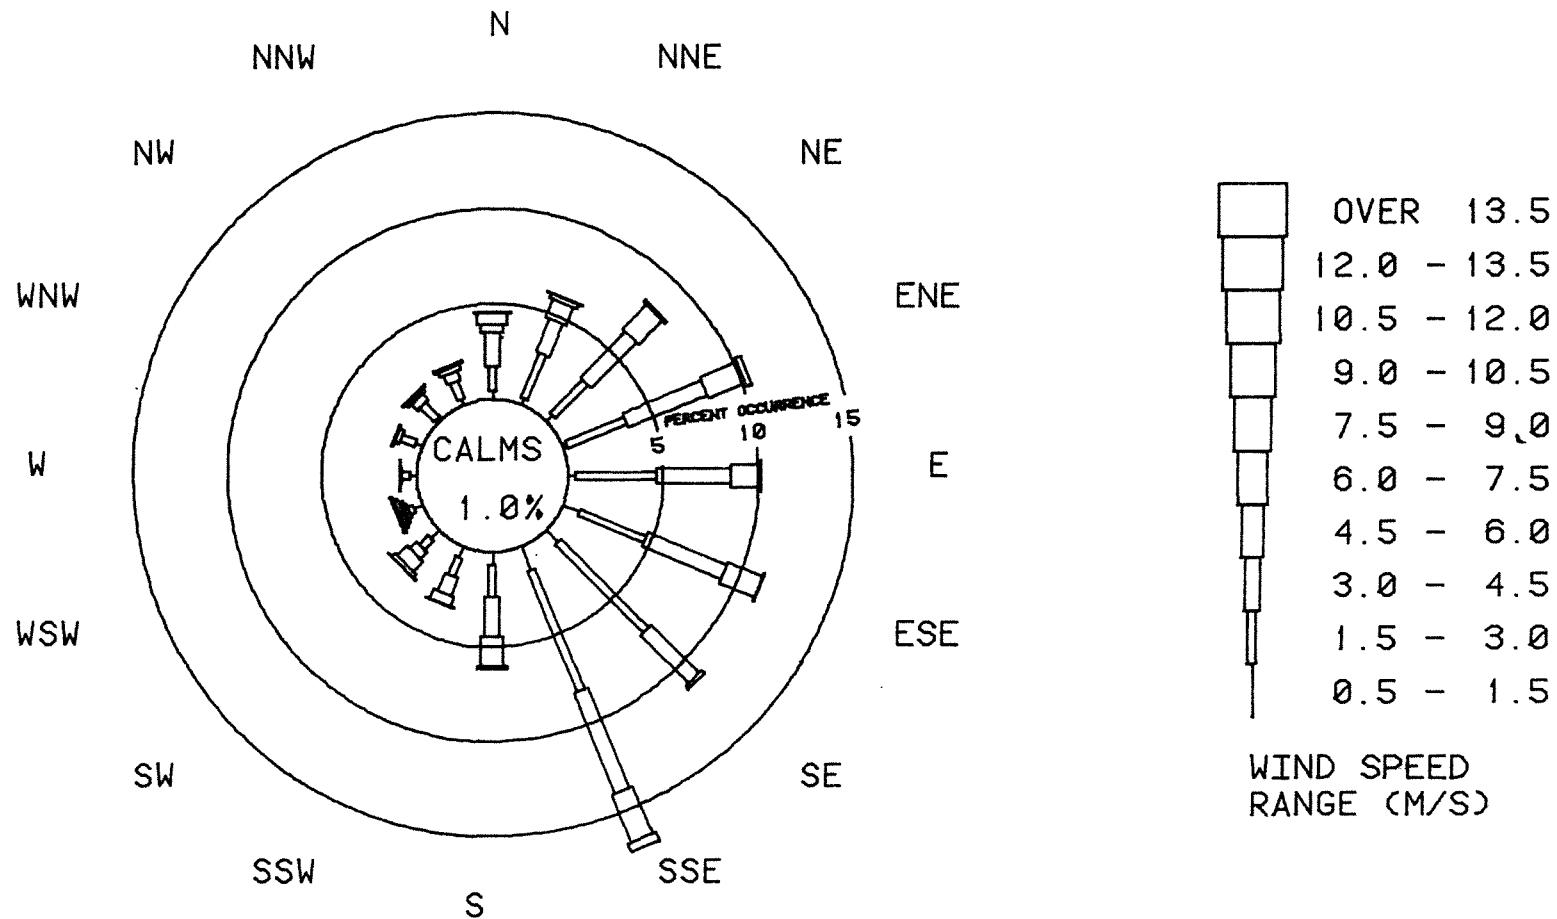 N
NNW
NNE
NW
NE
WNW
ENE
W
E
WSW
ESE
SW
SE
SSW
SSE
S
CALMS
1.0%
PERCENT OCCURRENCE
5
10
15
OVER 13.5
12.0 - 13.5
10.5 - 12.0
9.0 - 10.5
7.5 - 9.0
6.0 - 7.5
4.5 - 6.0
3.0 - 4.5
1.5 - 3.0
0.5 - 1.5
WIND SPEED
RANGE (M/S)